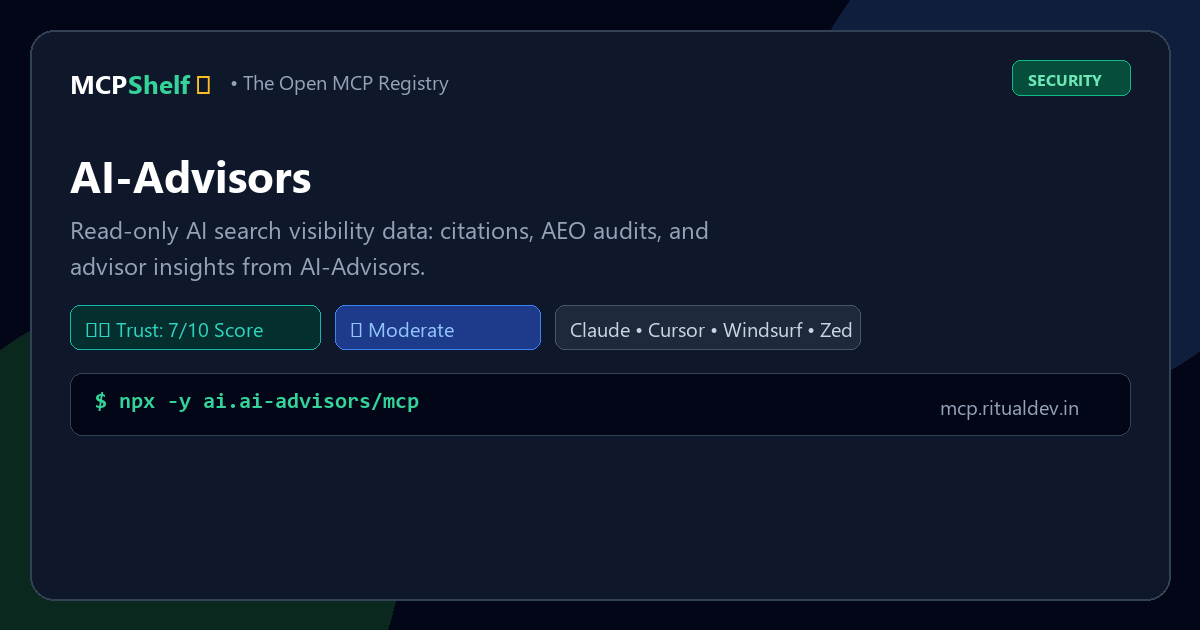 MCPShelf • The Open MCP Registry
SECURITY
AI-Advisors
Read-only AI search visibility data: citations, AEO audits, and
advisor insights from AI-Advisors.
Trust: 7/10 Score
Moderate
Claude • Cursor • Windsurf • Zed
$ npx -y ai.ai-advisors/mcp
mcp.ritualdev.in